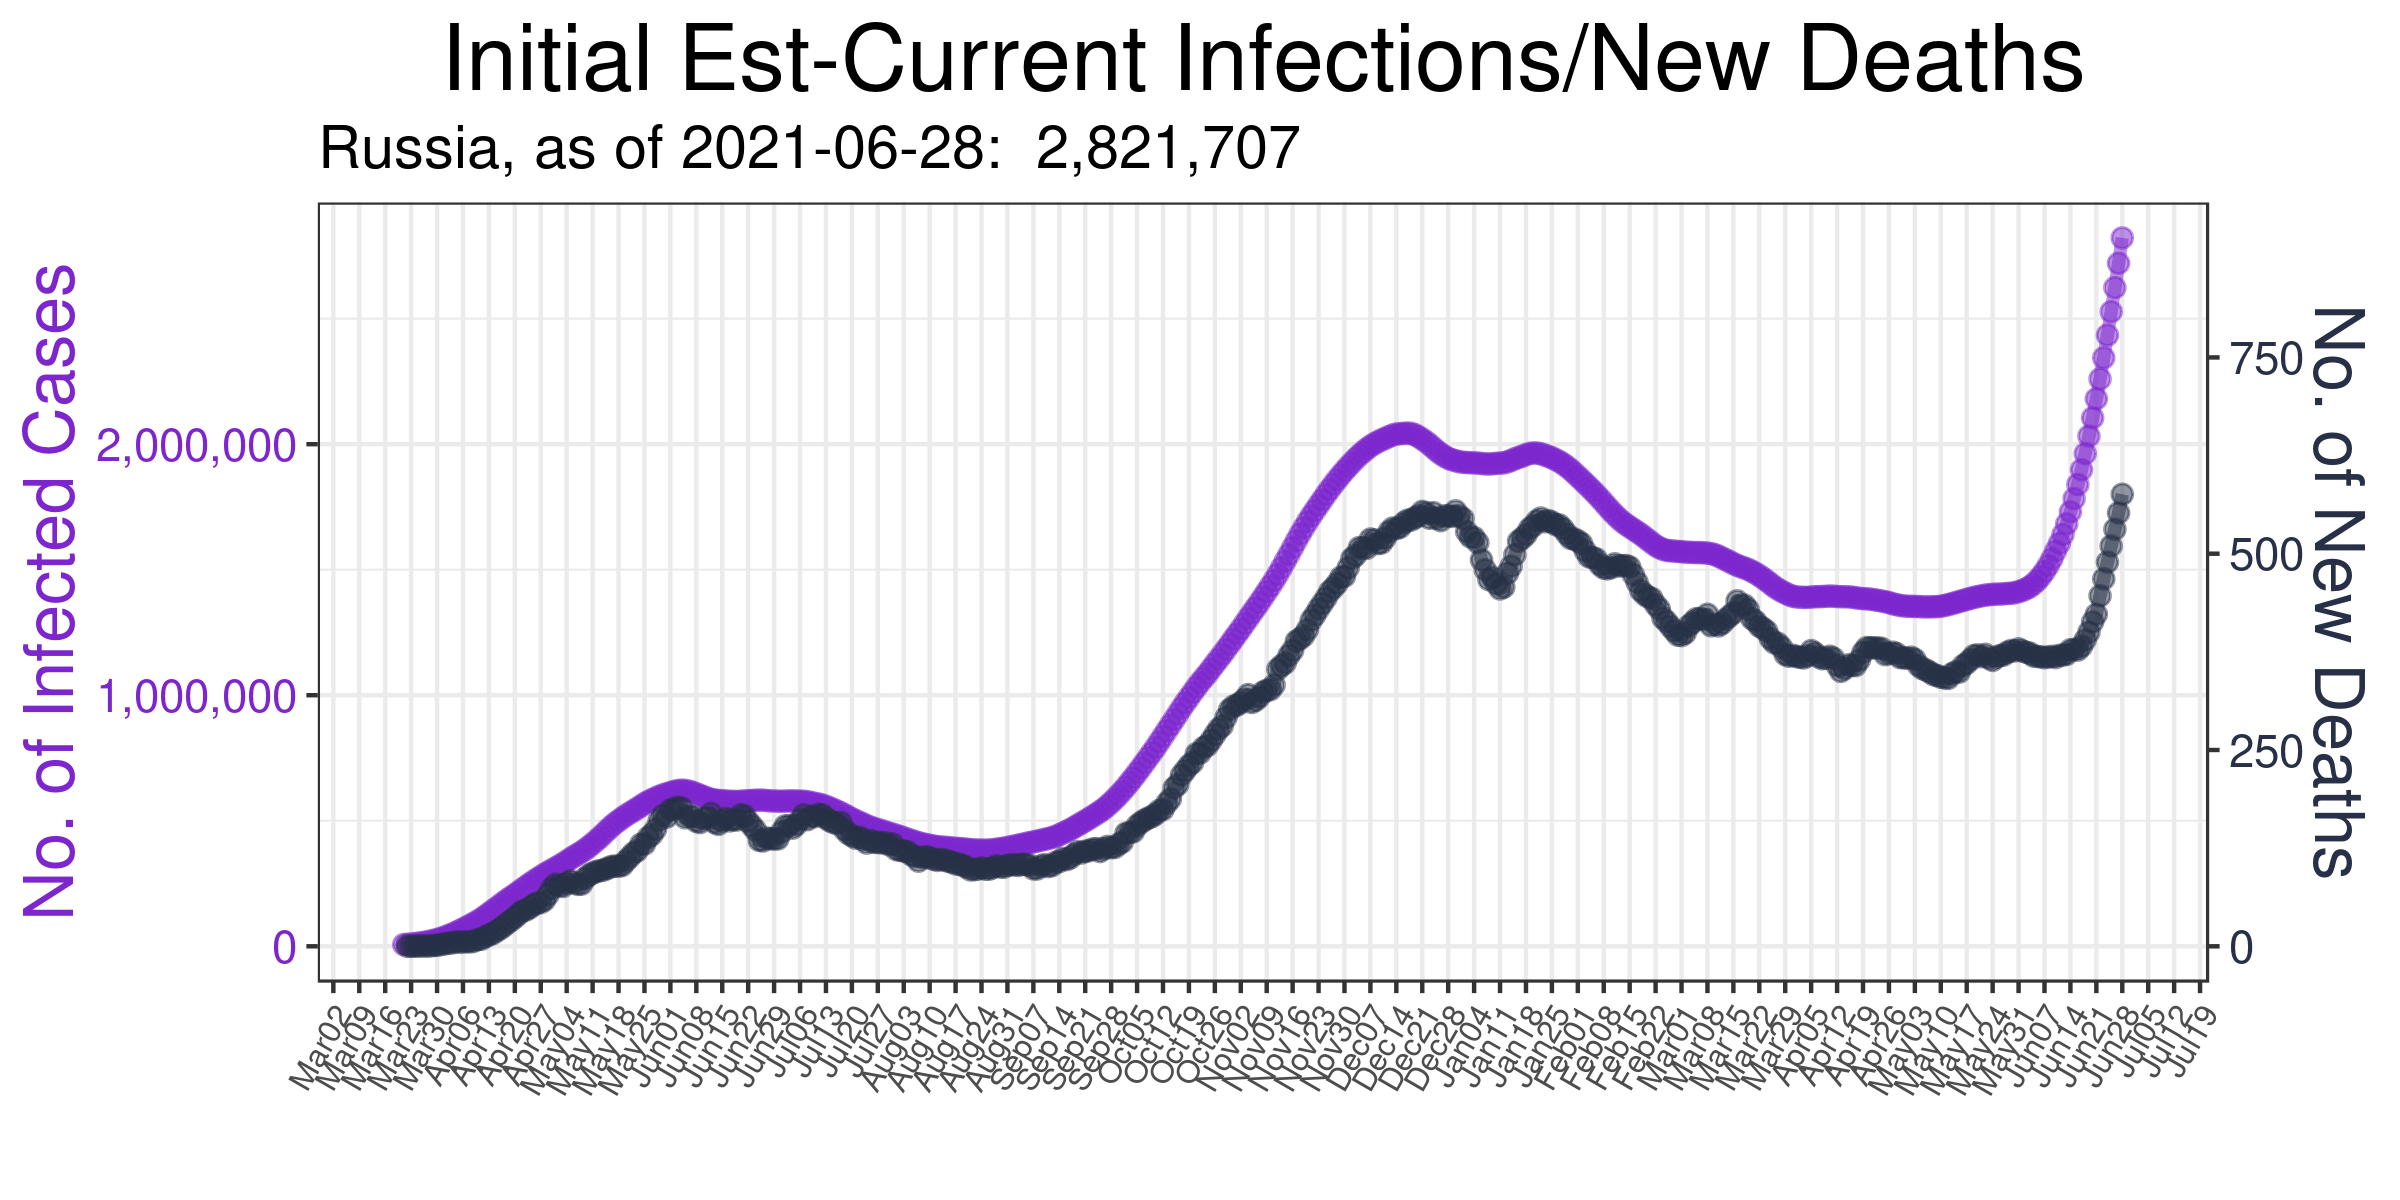 Initial Est-Current Infections/New Deaths
Russia, as of 2021-06-28:  2,821,707
No. of Infected Cases
2,000,000
1,000,000
0
750
500
250
0
No. of New Deaths
Mar02
Mar09
Mar16
Mar23
Mar30
Apr06
Apr13
Apr20
Apr27
May04
May11
May18
May25
Jun01
Jun08
Jun15
Jun22
Jun29
Jul06
Jul13
Jul20
Jul27
Aug03
Aug10
Aug17
Aug24
Aug31
Sep07
Sep14
Sep21
Sep28
Oct05
Oct12
Oct19
Oct26
Nov02
Nov09
Nov16
Nov23
Nov30
Dec07
Dec14
Dec21
Dec28
Jan04
Jan11
Jan18
Jan25
Feb01
Feb08
Feb15
Feb22
Mar01
Mar08
Mar15
Mar22
Mar29
Apr05
Apr12
Apr19
Apr26
May03
May10
May17
May24
May31
Jun07
Jun14
Jun21
Jun28
Jul05
Jul12
Jul19